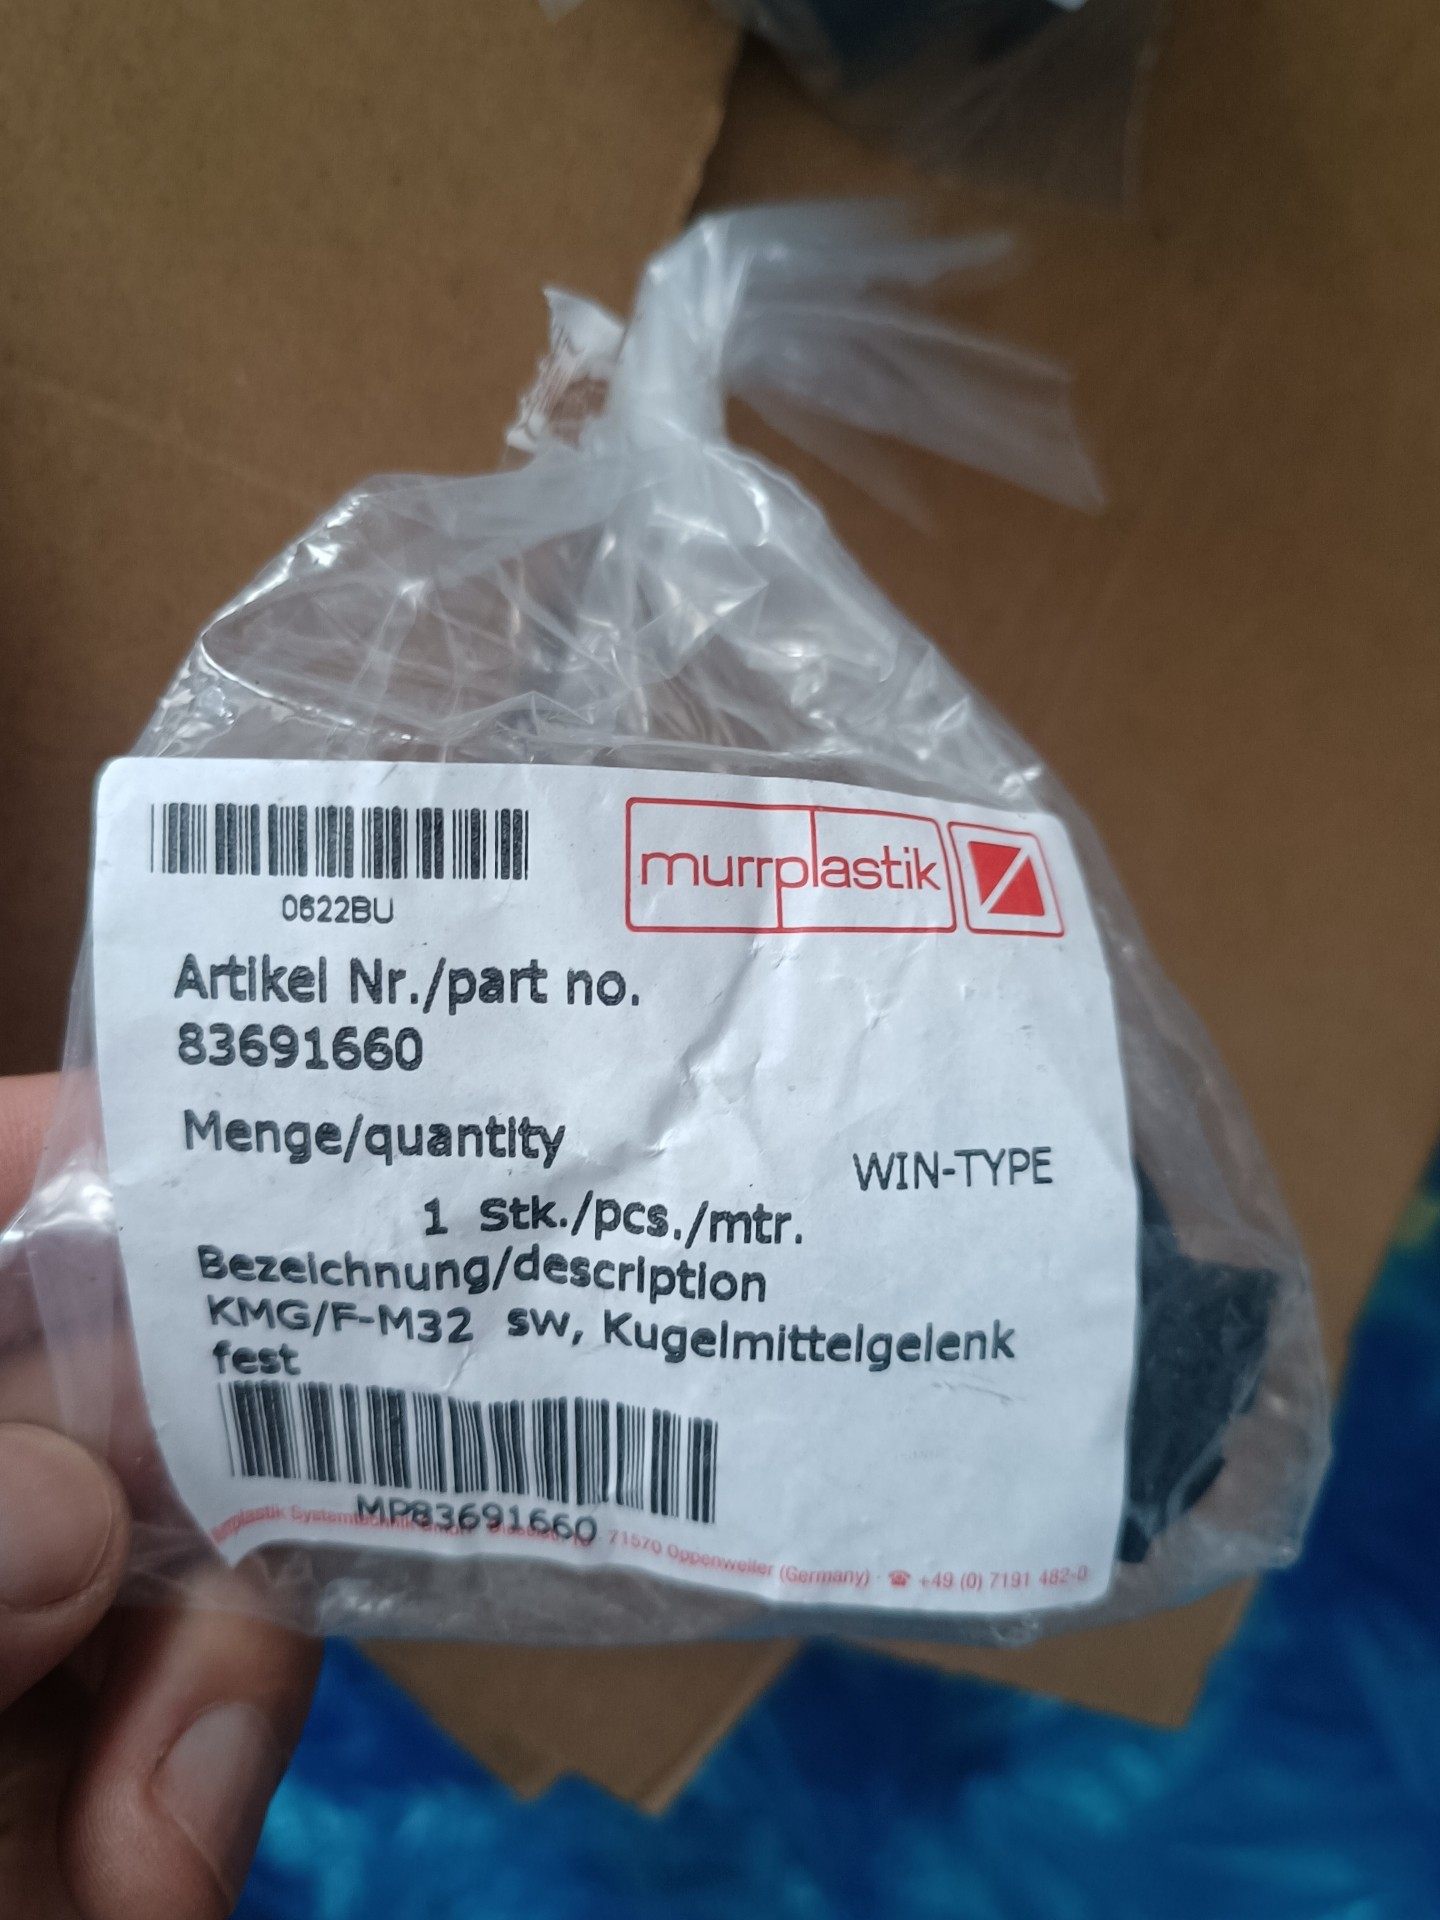 0622BU
murrplastik
Artikel Nr./part no.
83691660
Menge/quantity
WIN-TYPE
1 Stk./pcs./mtr.
Bezeichnung/description
KMG/F-M32 sw, Kugelmittelgelenk
fest
MP83691660
71570 Oppenweiler (Germany) · ☎ +49 (0) 7191 482-0